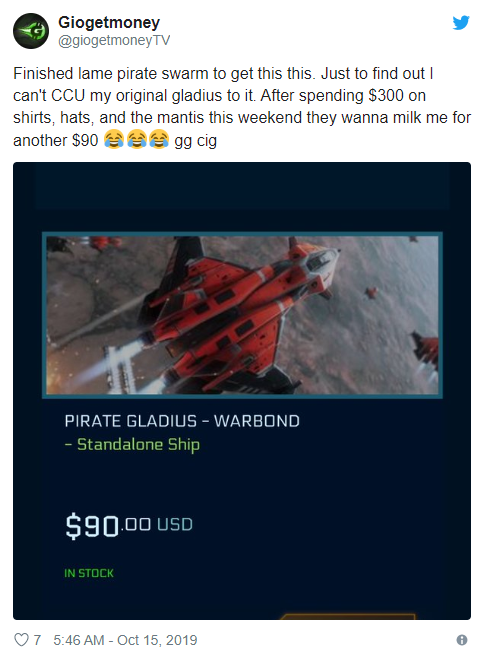 Giogetmoney
@giogetmoneyTV
Finished lame pirate swarm to get this this. Just to find out I
can't CCU my original gladius to it. After spending $300 on
shirts, hats, and the mantis this weekend they wanna milk me for
another $90 😂😂😂 gg cig
PIRATE GLADIUS - WARBOND
- Standalone Ship
$90.00 USD
IN STOCK
7 5:46 AM - Oct 15, 2019